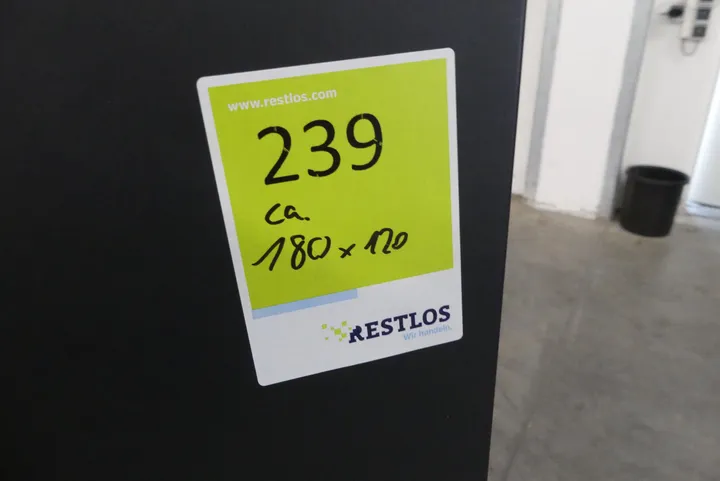 www.restlos.com
239
ca.
180 x 120
RESTLOS
Wir handeln.